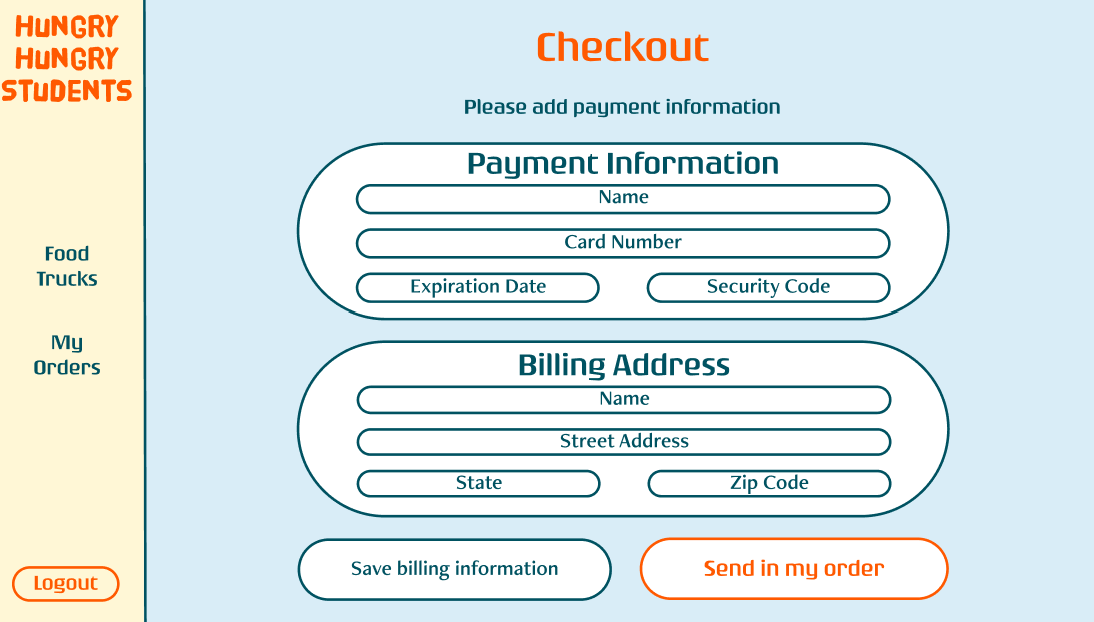 HUNGRY
HUNGRY
STUDENTS
Food
Trucks
My
Orders
Logout
Checkout
Please add payment information
Payment Information
Name
Card Number
Expiration Date
Security Code
Billing Address
Name
Street Address
State
Zip Code
Save billing information
Send in my order